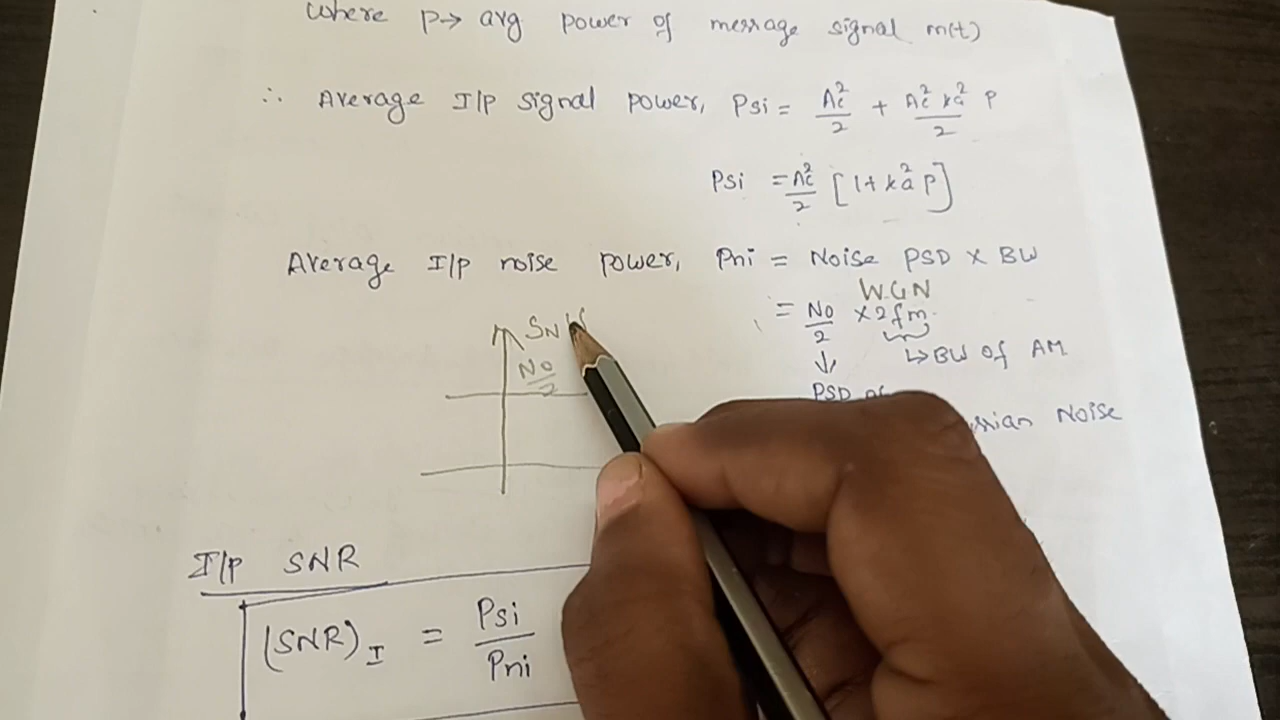 where P→ avg power of message signal m(t)
∴ Average I/p signal power, Psi = Ac²/2 + Ac² ka²/2 P
Psi = Ac²/2 [1+ ka² P]
Average I/p noise power, Pni = Noise PSD × BW
W.G.N
= No/2 × 2fm
↳ BW of AM
↓
PSD of
Noise
SN
No/2
I/p SNR
(SNR)I = Psi/Pni